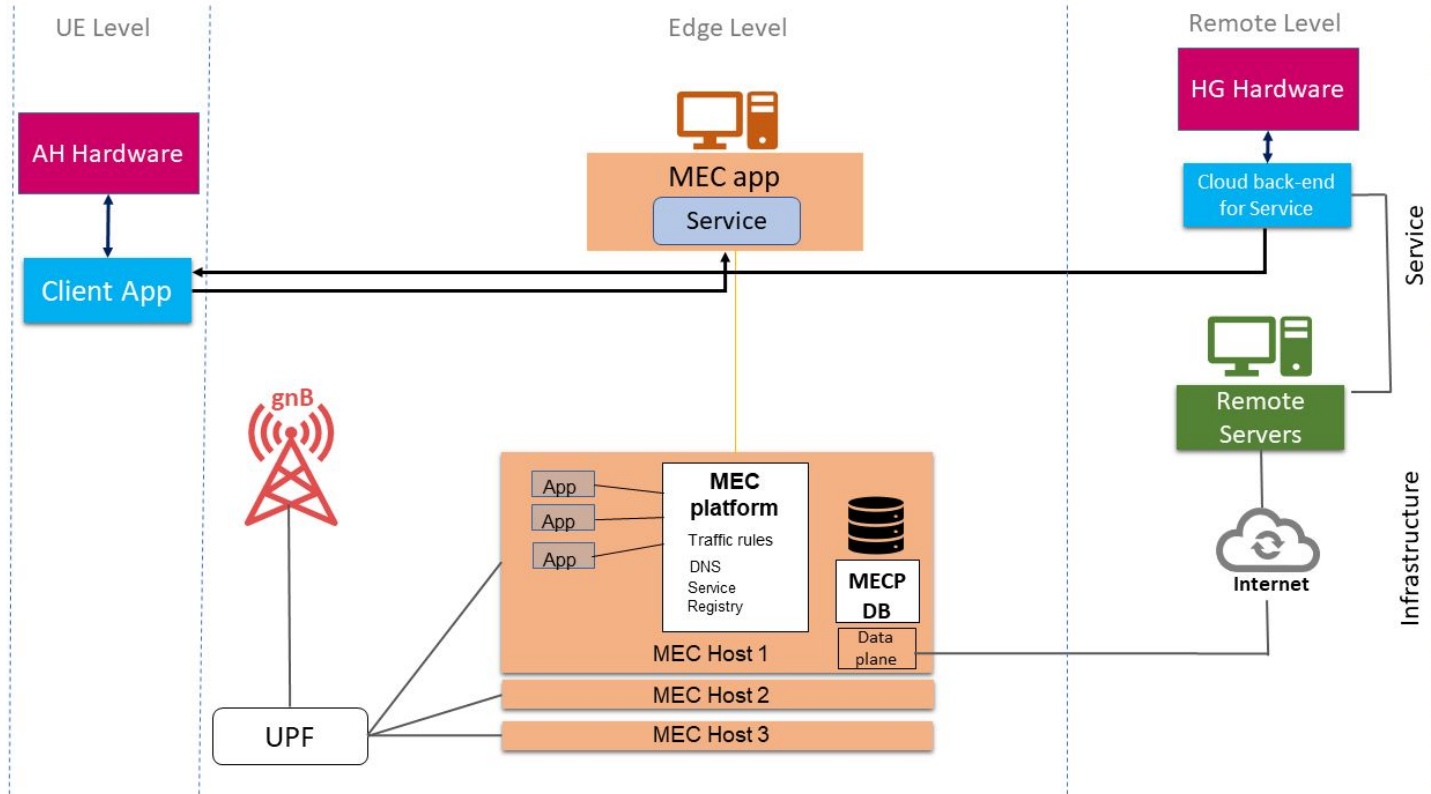 UE Level
Edge Level
Remote Level
AH Hardware
Client App
MEC app
Service
HG Hardware
Cloud back-end
for Service
Service
Remote
Servers
Internet
Infrastructure
gnB
UPF
App
App
App
MEC
platform
Traffic rules
DNS
Service
Registry
MECP
DB
Data
plane
MEC Host 1
MEC Host 2
MEC Host 3